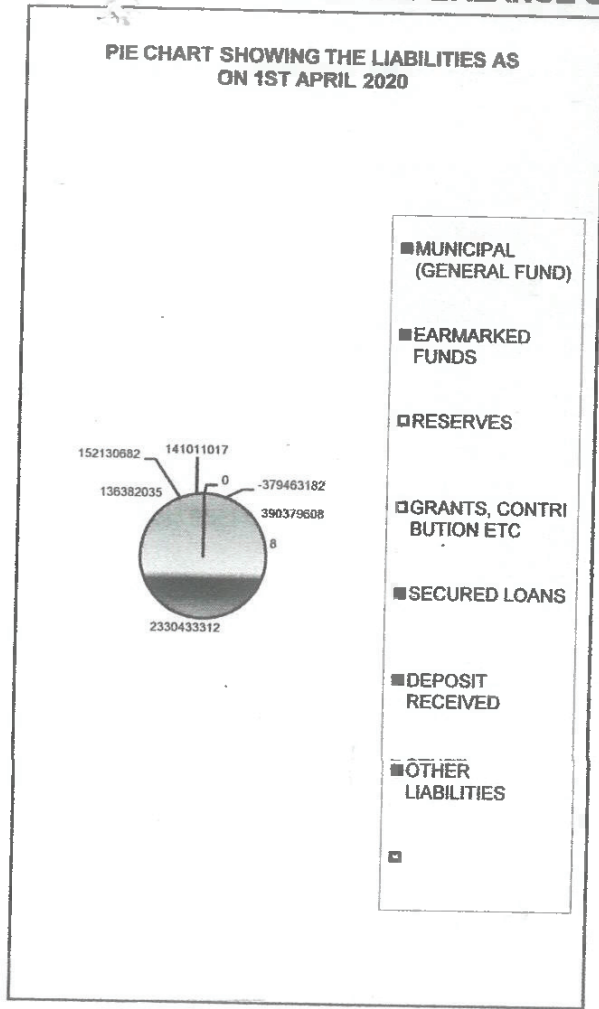 PIE CHART SHOWING THE LIABILITIES AS
ON 1ST APRIL 2020
MUNICIPAL
(GENERAL FUND)
EARMARKED
FUNDS
RESERVES
GRANTS, CONTRI
BUTION ETC
SECURED LOANS
DEPOSIT
RECEIVED
OTHER
LIABILITIES
152130682
141011017
0
-379463182
136382035
390379608
8
2330433312